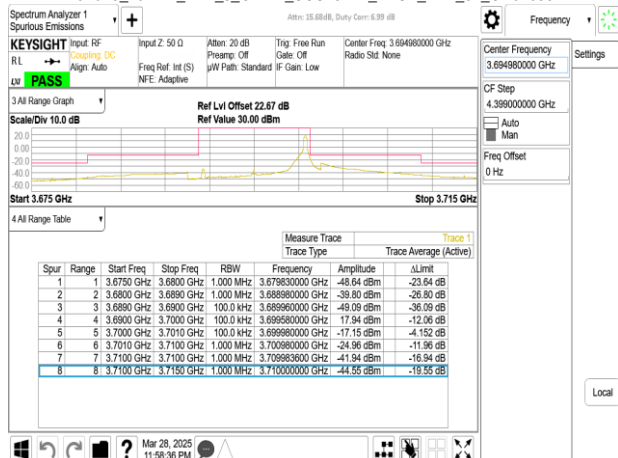 Spectrum Analyzer 1
Spurious Emissions
Attn: 15.68dB, Duty Corr: 6.99 dB
Frequency
KEYSIGHT Input: RF Input Z: 50 Ω Atten: 20 dB Trig: Free Run Center Freq: 3.694980000 GHz
RL Coupling: DC Preamp: Off Gate: Off Radio Std: None
Align: Auto Freq Ref: Int (S) µW Path: Standard IF Gain: Low
PASS NFE: Adaptive
Center Frequency
3.694980000 GHz
Settings
CF Step
4.399000000 GHz
Auto
Man
Freq Offset
0 Hz
3 All Range Graph
Ref Lvl Offset 22.67 dB
Scale/Div 10.0 dB Ref Value 30.00 dBm
20.0
0.00
-20.0
-40.0
-60.0
Start 3.675 GHz Stop 3.715 GHz
4 All Range Table
Measure Trace Trace 1
Trace Type Trace Average (Active)
Spur Range Start Freq Stop Freq RBW Frequency Amplitude ΔLimit
1 1 3.6750 GHz 3.6800 GHz 1.000 MHz 3.679830000 GHz -48.64 dBm -23.64 dB
2 2 3.6800 GHz 3.6890 GHz 1.000 MHz 3.688980000 GHz -39.80 dBm -26.80 dB
3 3 3.6890 GHz 3.6900 GHz 100.0 kHz 3.689960000 GHz -49.09 dBm -36.09 dB
4 4 3.6900 GHz 3.7000 GHz 100.0 kHz 3.699580000 GHz 17.94 dBm -12.06 dB
5 5 3.7000 GHz 3.7010 GHz 100.0 kHz 3.699980000 GHz -17.15 dBm -4.152 dB
6 6 3.7010 GHz 3.7100 GHz 1.000 MHz 3.700980000 GHz -24.96 dBm -11.96 dB
7 7 3.7100 GHz 3.7100 GHz 1.000 MHz 3.709983600 GHz -41.94 dBm -16.94 dB
8 8 3.7100 GHz 3.7150 GHz 1.000 MHz 3.710000000 GHz -44.55 dBm -19.55 dB
Local
Mar 28, 2025
11:58:36 PM